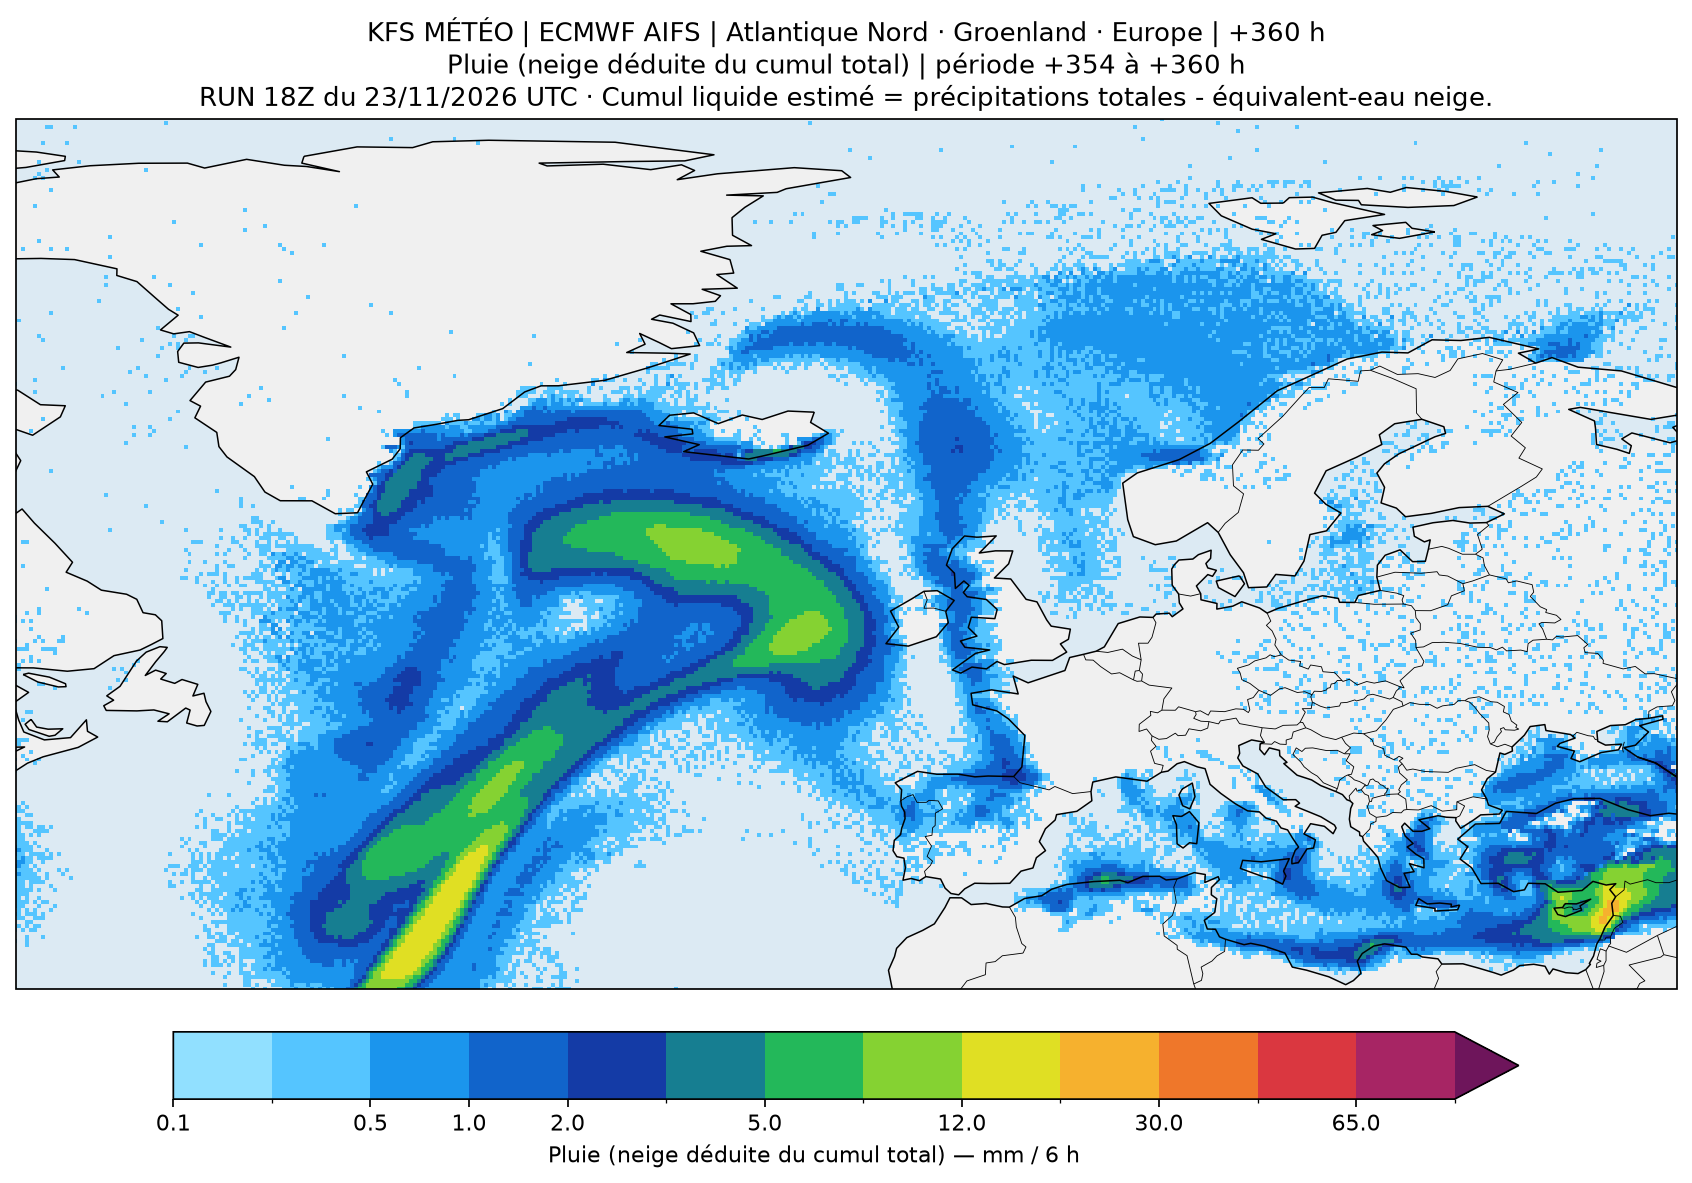 KFS MÉTÉO | ECMWF AIFS | Atlantique Nord · Groenland · Europe | +360 h
Pluie (neige déduite du cumul total) | période +354 à +360 h
RUN 18Z du 23/11/2026 UTC · Cumul liquide estimé = précipitations totales - équivalent-eau neige.
0.1 0.5 1.0 2.0 5.0 12.0 30.0 65.0
Pluie (neige déduite du cumul total) — mm / 6 h